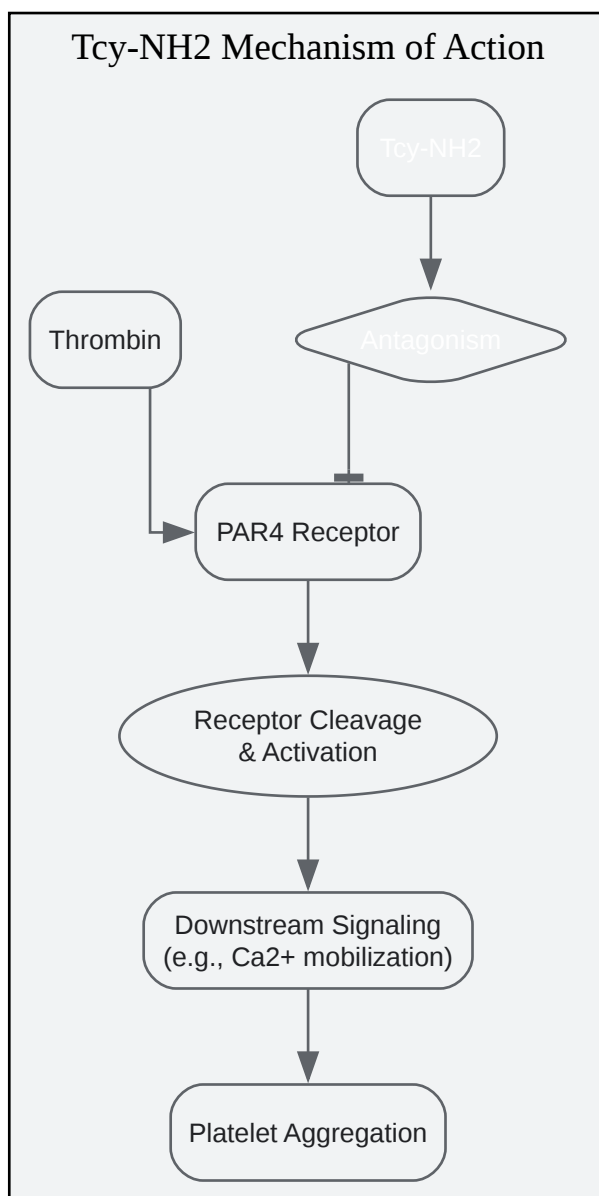 Tcy-NH2 Mechanism of Action
Tcy-NH2
Thrombin
Antagonism
PAR4 Receptor
Receptor Cleavage
& Activation
Downstream Signaling
(e.g., Ca2+ mobilization)
Platelet Aggregation